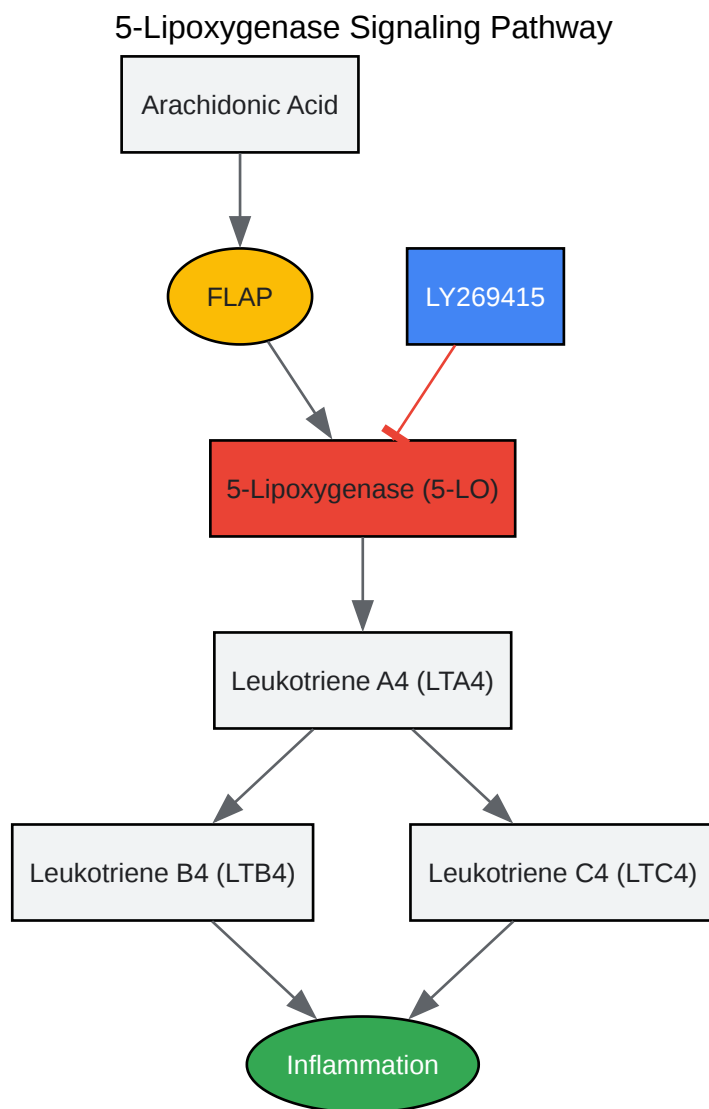 5-Lipoxygenase Signaling Pathway
Arachidonic Acid
FLAP
LY269415
5-Lipoxygenase (5-LO)
Leukotriene A4 (LTA4)
Leukotriene B4 (LTB4)
Leukotriene C4 (LTC4)
Inflammation